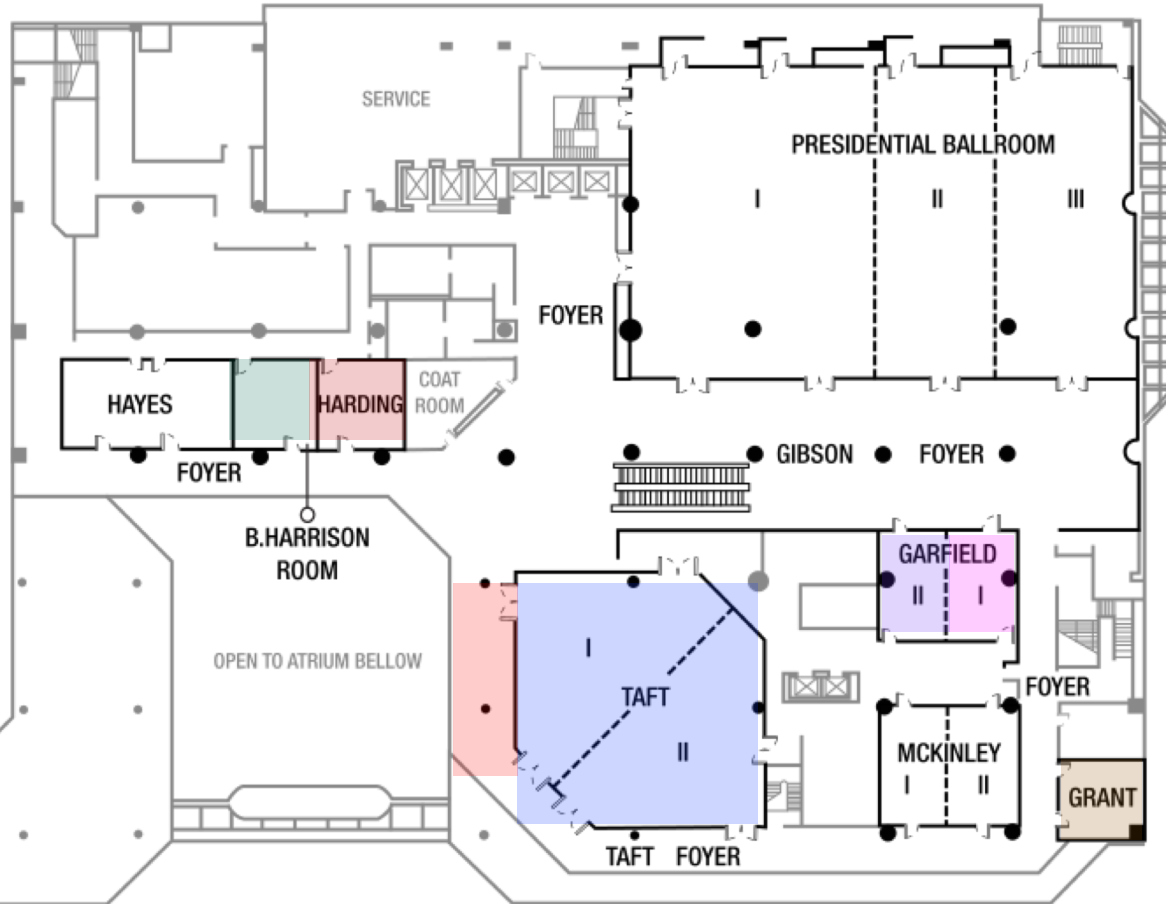 SERVICE
PRESIDENTIAL BALLROOM
I
II
III
FOYER
HAYES
HARDING
COAT
ROOM
FOYER
GIBSON
FOYER
B.HARRISON
ROOM
GARFIELD
II
I
OPEN TO ATRIUM BELLOW
I
TAFT
II
FOYER
MCKINLEY
I
II
GRANT
TAFT
FOYER